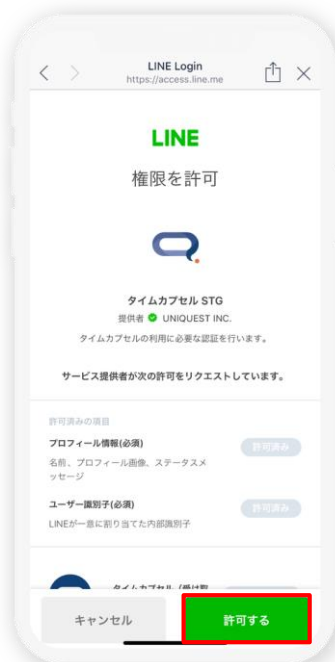 LINE Login
https://access.line.me
LINE
権限を許可
タイムカプセル STG
提供者 UNIQUEST INC.
タイムカプセルの利用に必要な認証を行います。
サービス提供者が次の許可をリクエストしています。
許可済みの項目
プロフィール情報(必須)
許可済み
名前、プロフィール画像、ステータスメ
ッセージ
ユーザー識別子(必須)
許可済み
LINEが一意に割り当てた内部識別子
キャンセル
許可する